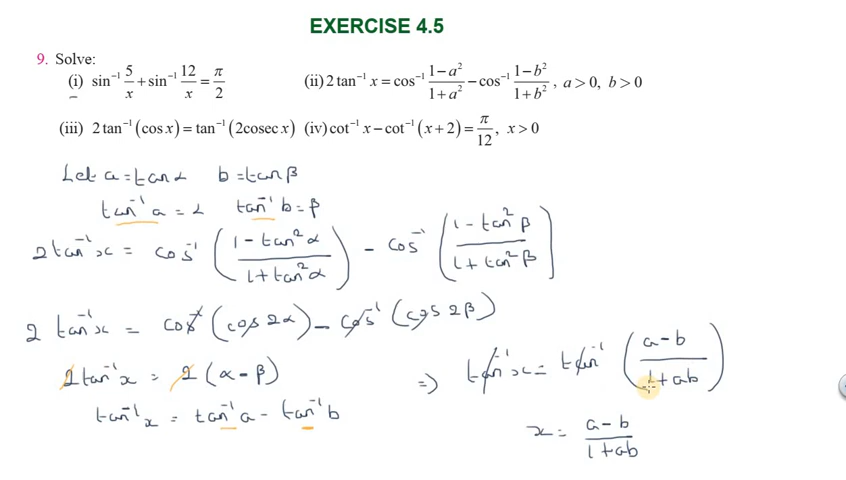 EXERCISE 4.5
9. Solve:
(i) sin⁻¹ 5/x + sin⁻¹ 12/x = π/2 (ii) 2 tan⁻¹ x = cos⁻¹ (1−a²)/(1+a²) − cos⁻¹ (1−b²)/(1+b²), a > 0, b > 0
(iii) 2 tan⁻¹ (cos x) = tan⁻¹ (2cosec x) (iv) cot⁻¹ x − cot⁻¹ (x+2) = π/12, x > 0
Let a = tan α b = tan β
tan⁻¹ a = α tan⁻¹ b = β
2 tan⁻¹ x = cos⁻¹ ((1 − tan² α)/(1 + tan² α)) − cos⁻¹ ((1 − tan² β)/(1 + tan² β))
2 tan⁻¹ x = cos⁻¹ (cos 2α) − cos⁻¹ (cos 2β)
2 tan⁻¹ x = 2 (α − β)
tan⁻¹ x = tan⁻¹ a − tan⁻¹ b
⇒ tan⁻¹ x = tan⁻¹ ((a − b)/(1 + ab))
x = (a − b)/(1 + ab)